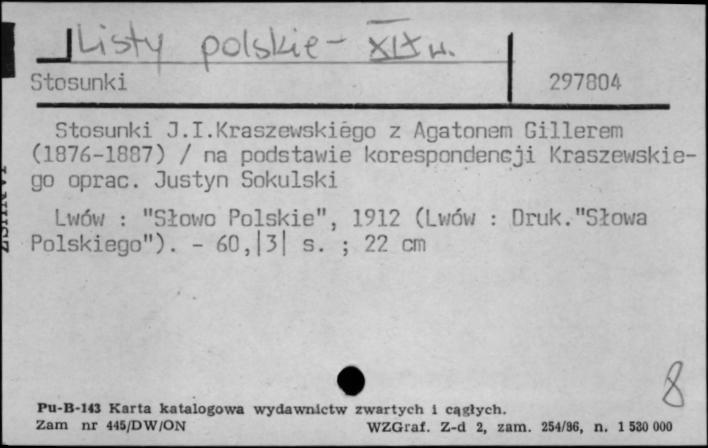 Listy polskie - XIX w.
Stosunki 297804
Stosunki J.I.Kraszewskiego z Agatonem Gillerem
(1876-1887) / na podstawie korespondencji Kraszewskie-
go oprac. Justyn Sokulski
Lwów : "Słowo Polskie", 1912 (Lwów : Druk."Słowa
Polskiego"). - 60,|3| s. ; 22 cm
8
Pu-B-143 Karta katalogowa wydawnictw zwartych i ciągłych.
Zam nr 445/DW/ON WZGraf. Z-d 2, zam. 254/86, n. 1 530 000